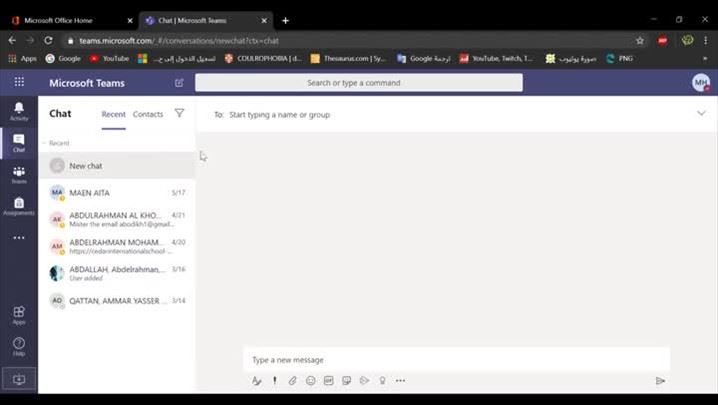 Microsoft Office Home
Chat | Microsoft Teams
teams.microsoft.com/_#/conversations/newchat?ctx=chat
Apps
Google
YouTube
تسجيل الدخول إلى حـ...
COULROPHOBIA | d...
Thesaurus.com | Sy...
ترجمة Google
YouTube, Twitch, T...
صورة يوتيوب
PNG
Microsoft Teams
Search or type a command
MH
Activity
Chat
Teams
Assignments
Apps
Help
Chat
Recent
Contacts
Recent
New chat
MA
MAEN AITA
5/17
AK
ABDULRAHMAN AL KHO...
4/21
Mister the email abodikh1@gmail...
AM
ABDELRAHMAN MOHAM...
4/20
https://cedarinternationalschool-...
ABDALLAH, Abdelrahman,...
3/16
User added
QATTAN, AMMAR YASSER ...
3/14
To:
Start typing a name or group
Type a new message
GIF